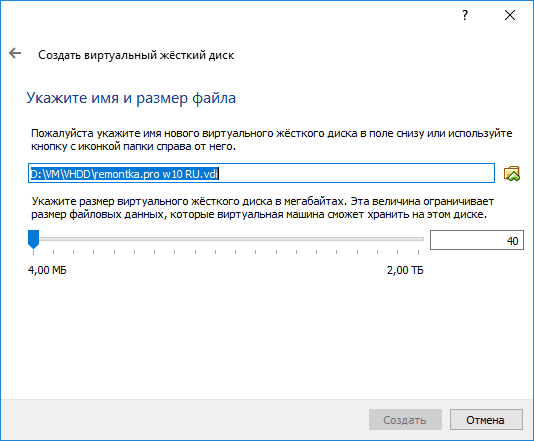 ?
Создать виртуальный жёсткий диск
Укажите имя и размер файла
Пожалуйста укажите имя нового виртуального жёсткого диска в поле снизу или используйте
кнопку с иконкой папки справа от него.
D:\VM\VHDD\remontka.pro w10 RU.vdi
Укажите размер виртуального жёсткого диска в мегабайтах. Эта величина ограничивает
размер файловых данных, которые виртуальная машина сможет хранить на этом диске.
40
4,00 МБ 2,00 ТБ
Создать Отмена